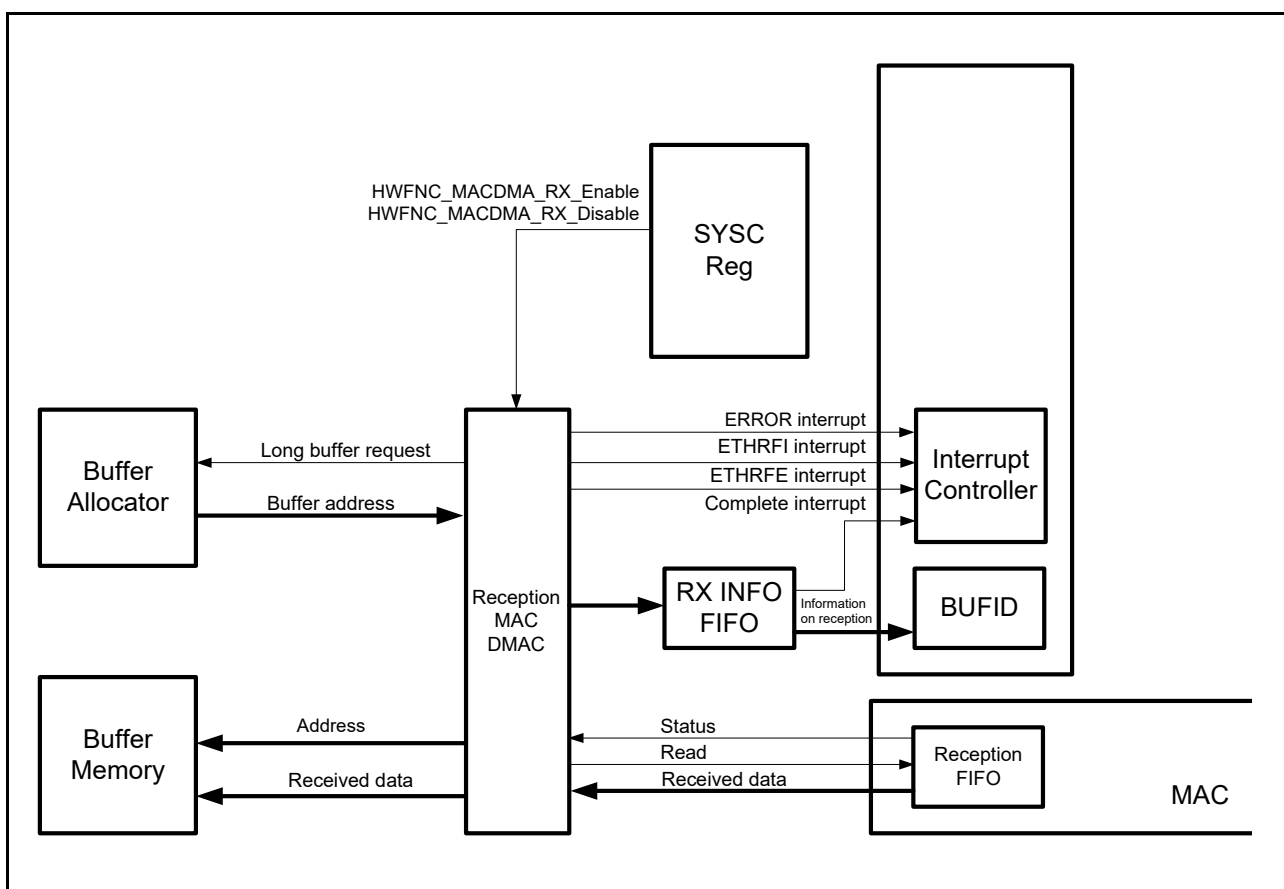 HWFNC_MACDMA_RX_Enable
HWFNC_MACDMA_RX_Disable
SYSC
Reg
Buffer
Allocator
Long buffer request
Buffer address
ERROR interrupt
ETHRFI interrupt
ETHRFE interrupt
Complete interrupt
Interrupt
Controller
Reception
MAC
DMAC
RX INFO
FIFO
Information
on reception
BUFID
Buffer
Memory
Address
Received data
Status
Read
Received data
Reception
FIFO
MAC